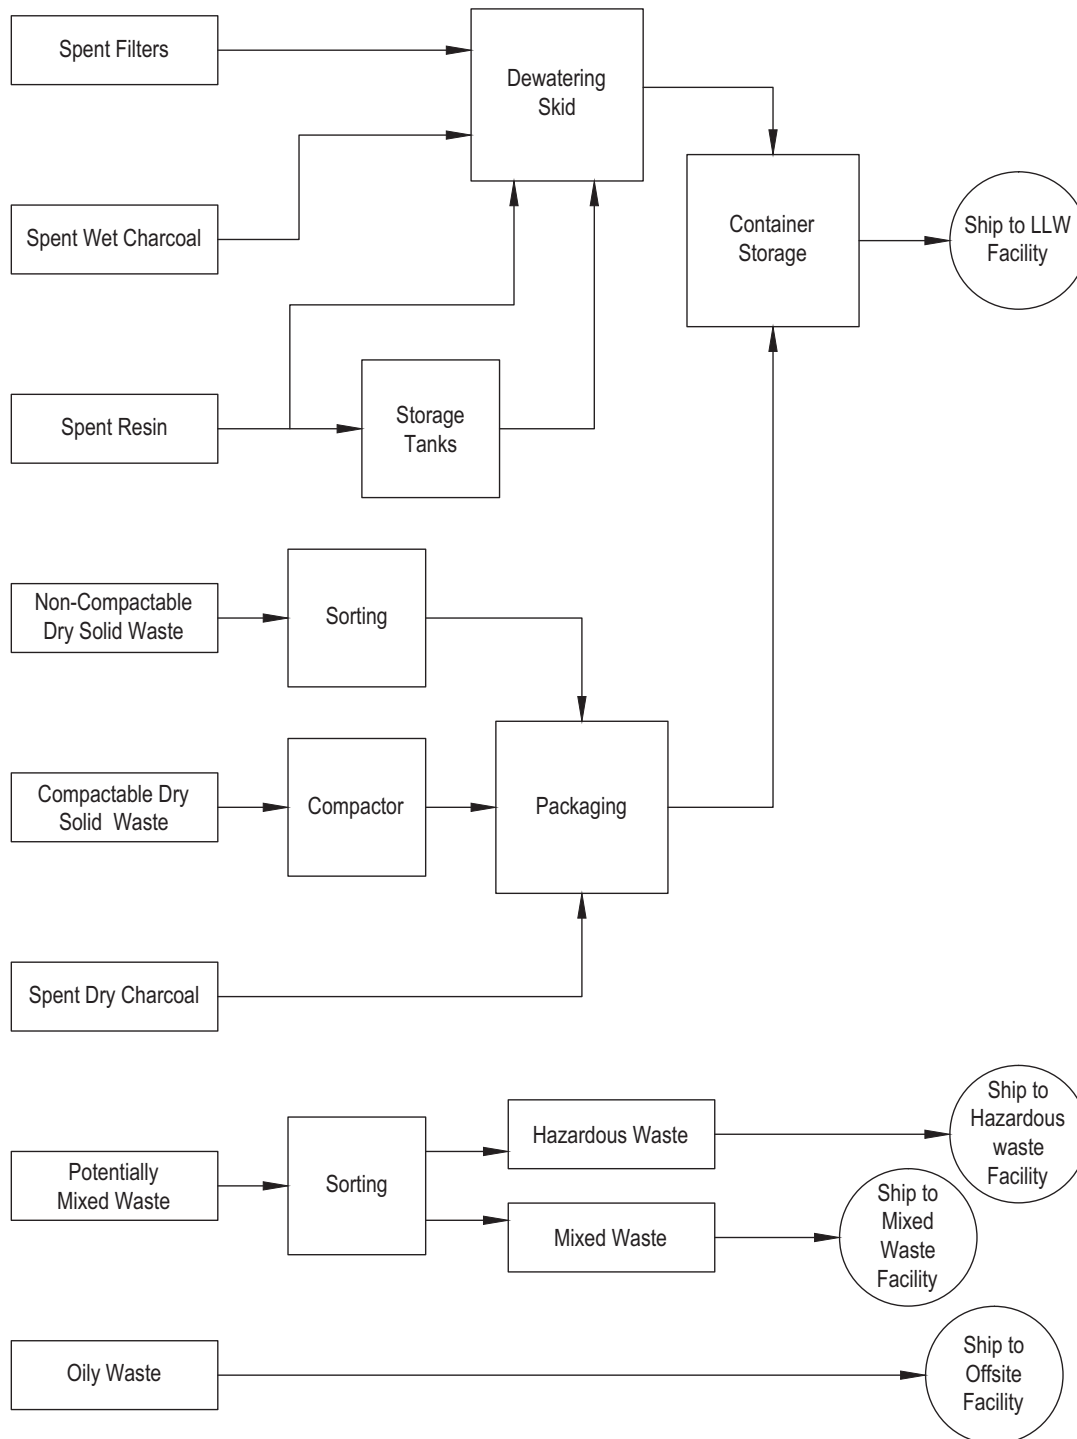 Spent Filters
Dewatering
Skid
Spent Wet Charcoal
Container
Storage
Ship to LLW
Facility
Spent Resin
Storage
Tanks
Non-Compactable
Dry Solid Waste
Sorting
Compactable Dry
Solid  Waste
Compactor
Packaging
Spent Dry Charcoal
Potentially
Mixed Waste
Sorting
Hazardous Waste
Ship to
Hazardous
waste
Facility
Mixed Waste
Ship to
Mixed
Waste
Facility
Oily Waste
Ship to
Offsite
Facility